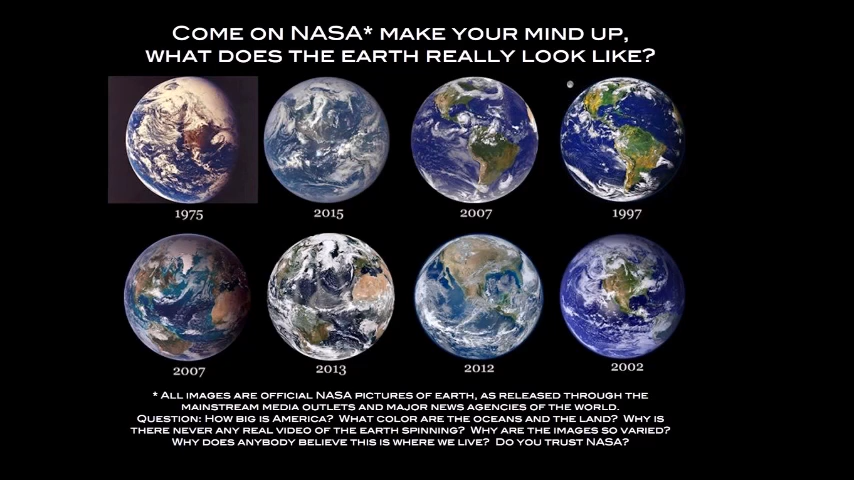 Come on NASA* make your mind up,
what does the earth really look like?
1975
2015
2007
1997
2007
2013
2012
2002
* All images are official NASA pictures of earth, as released through the
mainstream media outlets and major news agencies of the world.
Question: How big is America? What color are the oceans and the land? Why is
there never any real video of the earth spinning? Why are the images so varied?
Why does anybody believe this is where we live? Do you trust NASA?